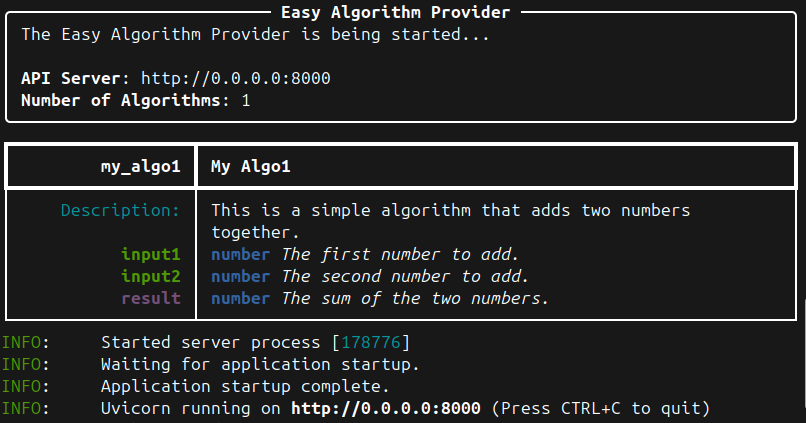 Easy Algorithm Provider
The Easy Algorithm Provider is being started...
API Server: http://0.0.0.0:8000
Number of Algorithms: 1
my_algo1 My Algo1
Description: This is a simple algorithm that adds two numbers
together.
input1 number The first number to add.
input2 number The second number to add.
result number The sum of the two numbers.
INFO: Started server process [178776]
INFO: Waiting for application startup.
INFO: Application startup complete.
INFO: Uvicorn running on http://0.0.0.0:8000 (Press CTRL+C to quit)